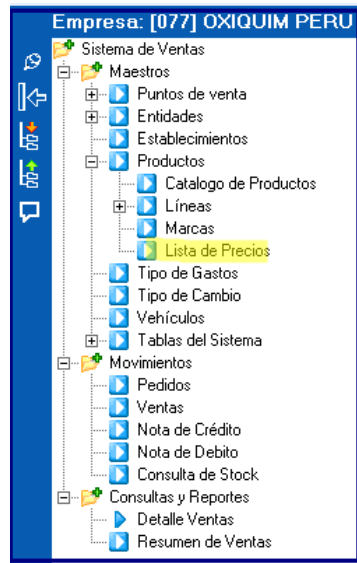 Empresa: [077] OXIQUIM PERU
Sistema de Ventas
Maestros
Puntos de venta
Entidades
Establecimientos
Productos
Catalogo de Productos
Líneas
Marcas
Lista de Precios
Tipo de Gastos
Tipo de Cambio
Vehículos
Tablas del Sistema
Movimientos
Pedidos
Ventas
Nota de Crédito
Nota de Debito
Consulta de Stock
Consultas y Reportes
Detalle Ventas
Resumen de Ventas